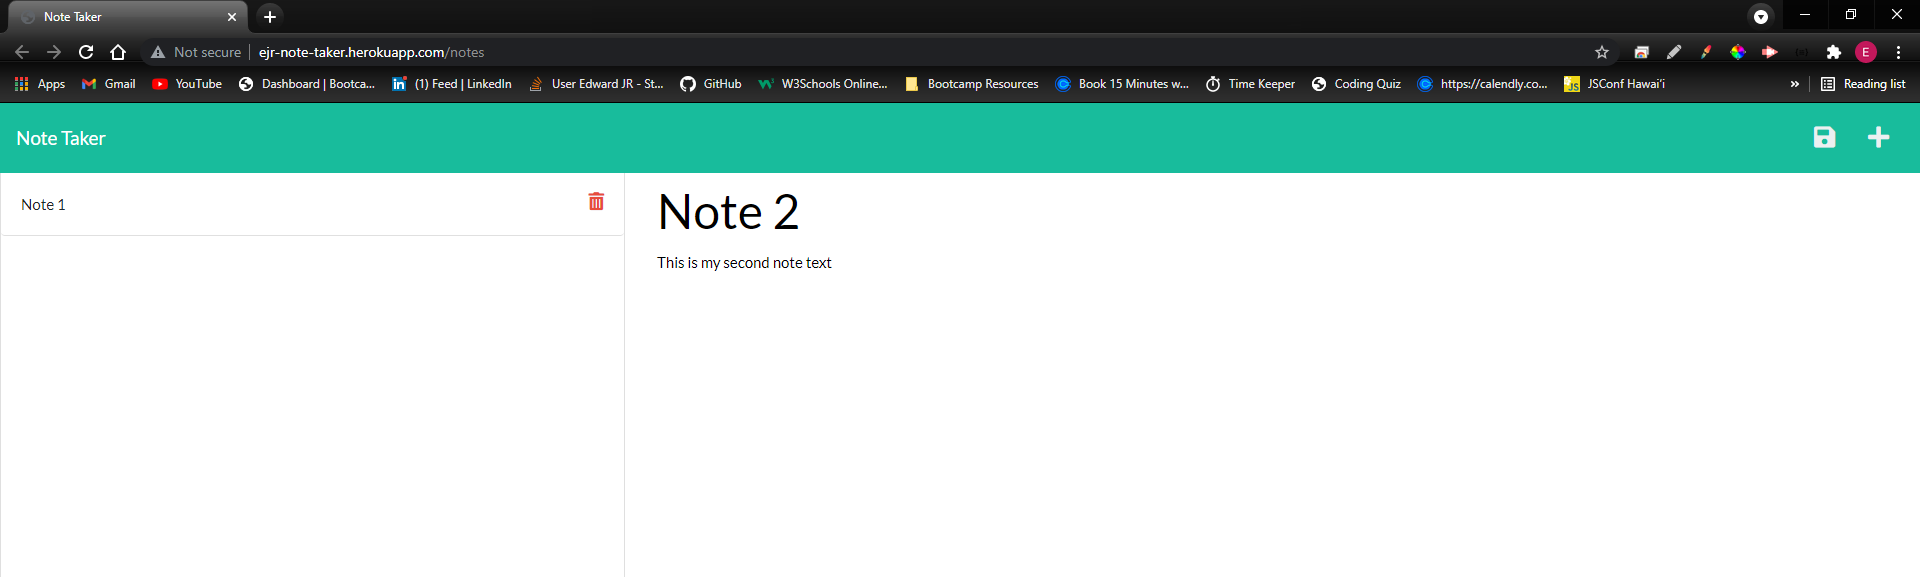 Note Taker
Not secure | ejr-note-taker.herokuapp.com/notes
Apps Gmail YouTube Dashboard | Bootca... (1) Feed | LinkedIn User Edward JR - St... GitHub W3Schools Online... Bootcamp Resources Book 15 Minutes w... Time Keeper Coding Quiz https://calendly.co... JSConf Hawai'i » Reading list
Note Taker
Note 1
Note 2
This is my second note text